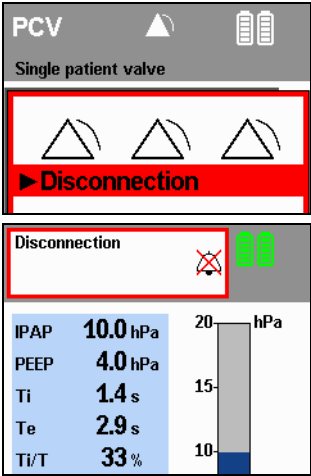 PCV
Single patient valve
►Disconnection
Disconnection
IPAP 10.0 hPa
PEEP 4.0 hPa
Ti 1.4 s
Te 2.9 s
Ti/T 33 %
20 hPa
15
10